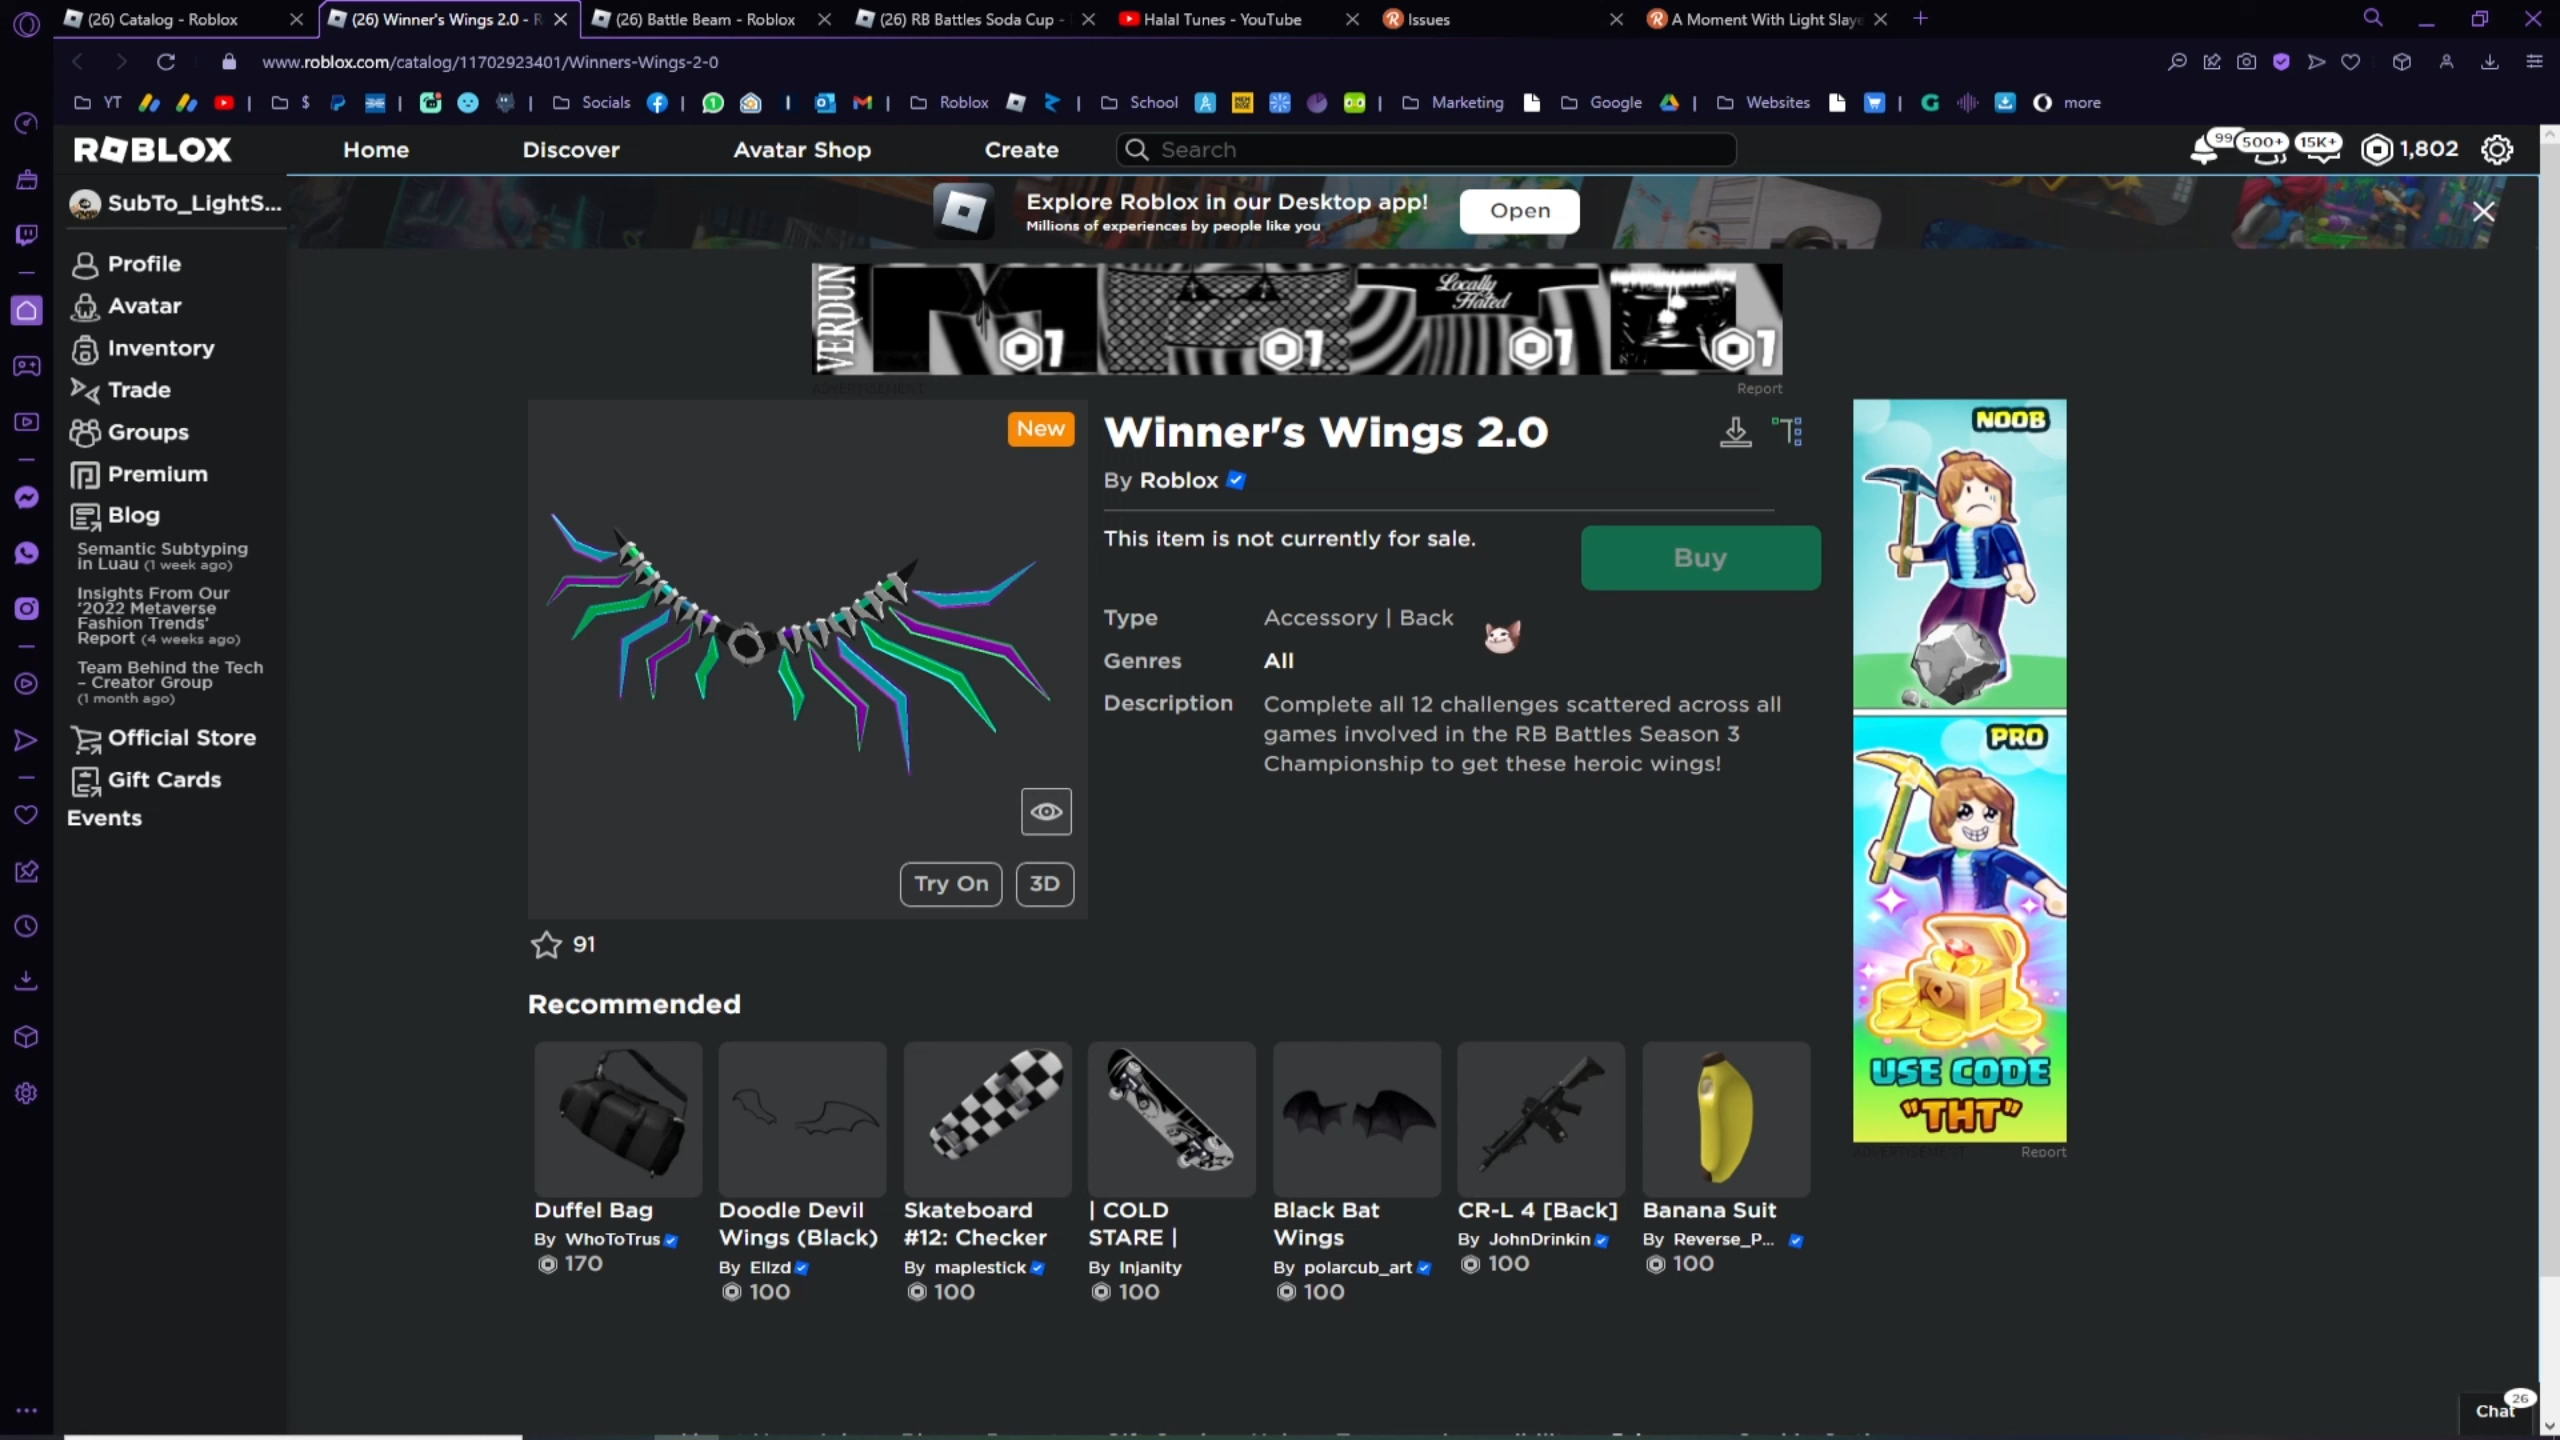 (26) Catalog - Roblox
(26) Winner's Wings 2.0 - R
(26) Battle Beam - Roblox
(26) RB Battles Soda Cup -
Halal Tunes - YouTube
Issues
A Moment With Light Slaye
www.roblox.com/catalog/11702923401/Winners-Wings-2-0
YT
$
Socials
Roblox
School
Marketing
Google
Websites
more
ROBLOX
Home
Discover
Avatar Shop
Create
Search
99
500+
15K+
1,802
SubTo_LightS...
Profile
Avatar
Inventory
Trade
Groups
Premium
Blog
Semantic Subtyping
in Luau (1 week ago)
Insights From Our
'2022 Metaverse
Fashion Trends'
Report (4 weeks ago)
Team Behind the Tech
– Creator Group
(1 month ago)
Official Store
Gift Cards
Events
Explore Roblox in our Desktop app!
Millions of experiences by people like you
Open
VERDUN
1
1
Locally
Hated
1
1
ADVERTISEMENT
Report
New
Try On
3D
91
Winner's Wings 2.0
By Roblox
This item is not currently for sale.
Buy
Type
Accessory | Back
Genres
All
Description
Complete all 12 challenges scattered across all
games involved in the RB Battles Season 3
Championship to get these heroic wings!
NOOB
PRO
USE CODE
"THT"
ADVERTISEMENT
Report
Recommended
Duffel Bag
By WhoToTrus
170
Doodle Devil
Wings (Black)
By Ellzd
100
Skateboard
#12: Checker
By maplestick
100
| COLD
STARE |
By Injanity
100
Black Bat
Wings
By polarcub_art
100
CR-L 4 [Back]
By JohnDrinkin
100
Banana Suit
By Reverse_P...
100
Chat
26